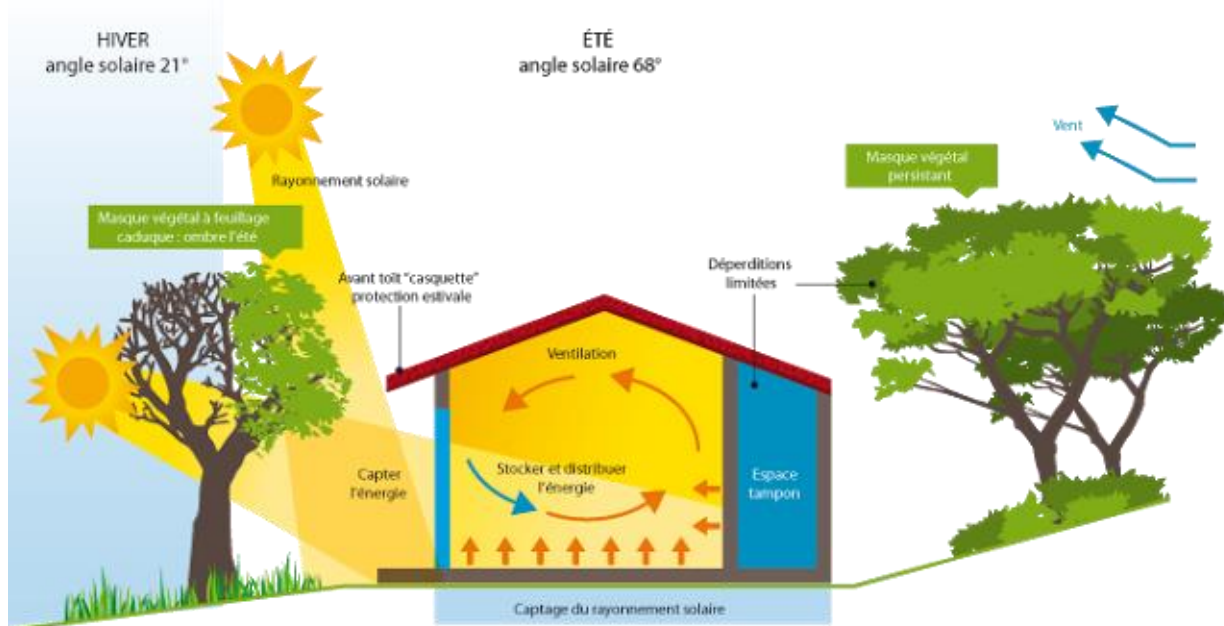 HIVER
angle solaire 21°
ÉTÉ
angle solaire 68°
Vent
Masque végétal
persistant
Rayonnement solaire
Masque végétal à feuillage
caduque : ombre l'été
Avant toît "casquette"
protection estivale
Déperditions
limitées
Ventilation
Capter
l'énergie
Stocker et distribuer
l'énergie
Espace
tampon
Captage du rayonnement solaire